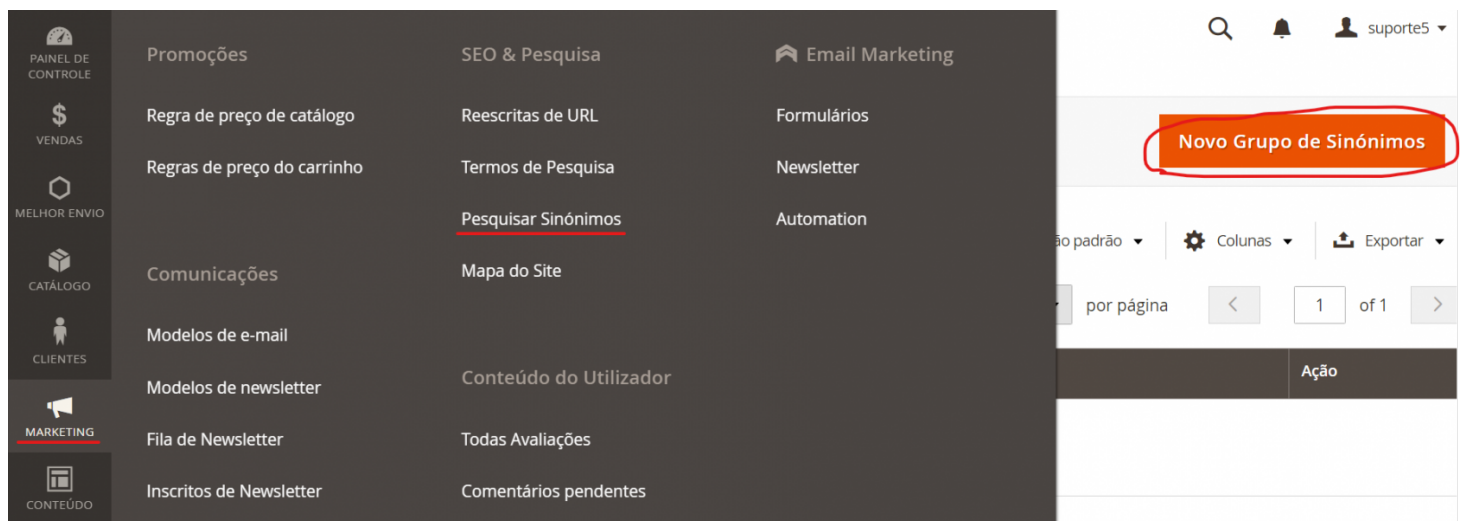 PAINEL DE
CONTROLE
VENDAS
MELHOR ENVIO
CATÁLOGO
CLIENTES
MARKETING
CONTEÚDO
Promoções
Regra de preço de catálogo
Regras de preço do carrinho
Comunicações
Modelos de e-mail
Modelos de newsletter
Fila de Newsletter
Inscritos de Newsletter
SEO & Pesquisa
Reescritas de URL
Termos de Pesquisa
Pesquisar Sinónimos
Mapa do Site
Conteúdo do Utilizador
Todas Avaliações
Comentários pendentes
Email Marketing
Formulários
Newsletter
Automation
suporte5
Novo Grupo de Sinónimos
padrão Colunas Exportar
por página 1 of 1
Ação